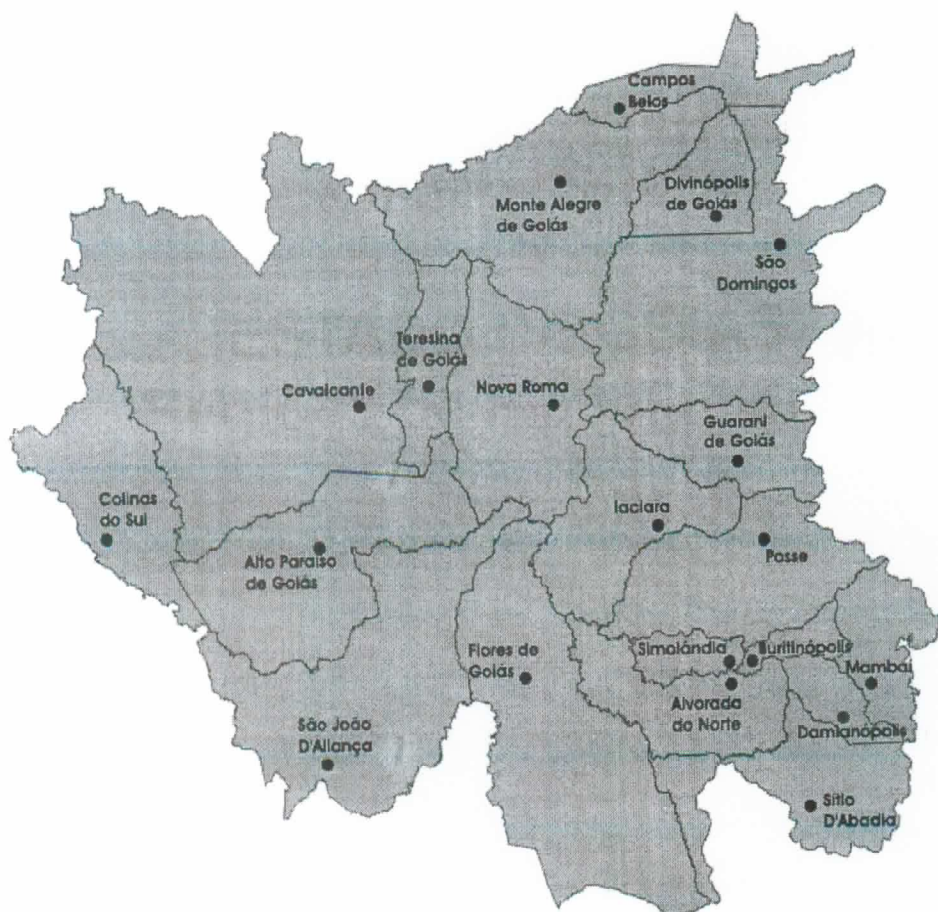 Campos
Belos
Monte Alegre
de Goiás
Divinópolis
de Goiás
São
Domingos
Teresina
de Goiás
Cavalcante
Nova Roma
Guarani
de Goiás
Colinas
do Sul
Iaciara
Alto Paraíso
de Goiás
Posse
Flores de
Goiás
Simolândia
Buritinópolis
Mambaí
Alvorada
do Norte
Damianópolis
São João
D'Aliança
Sítio
D'Abadia